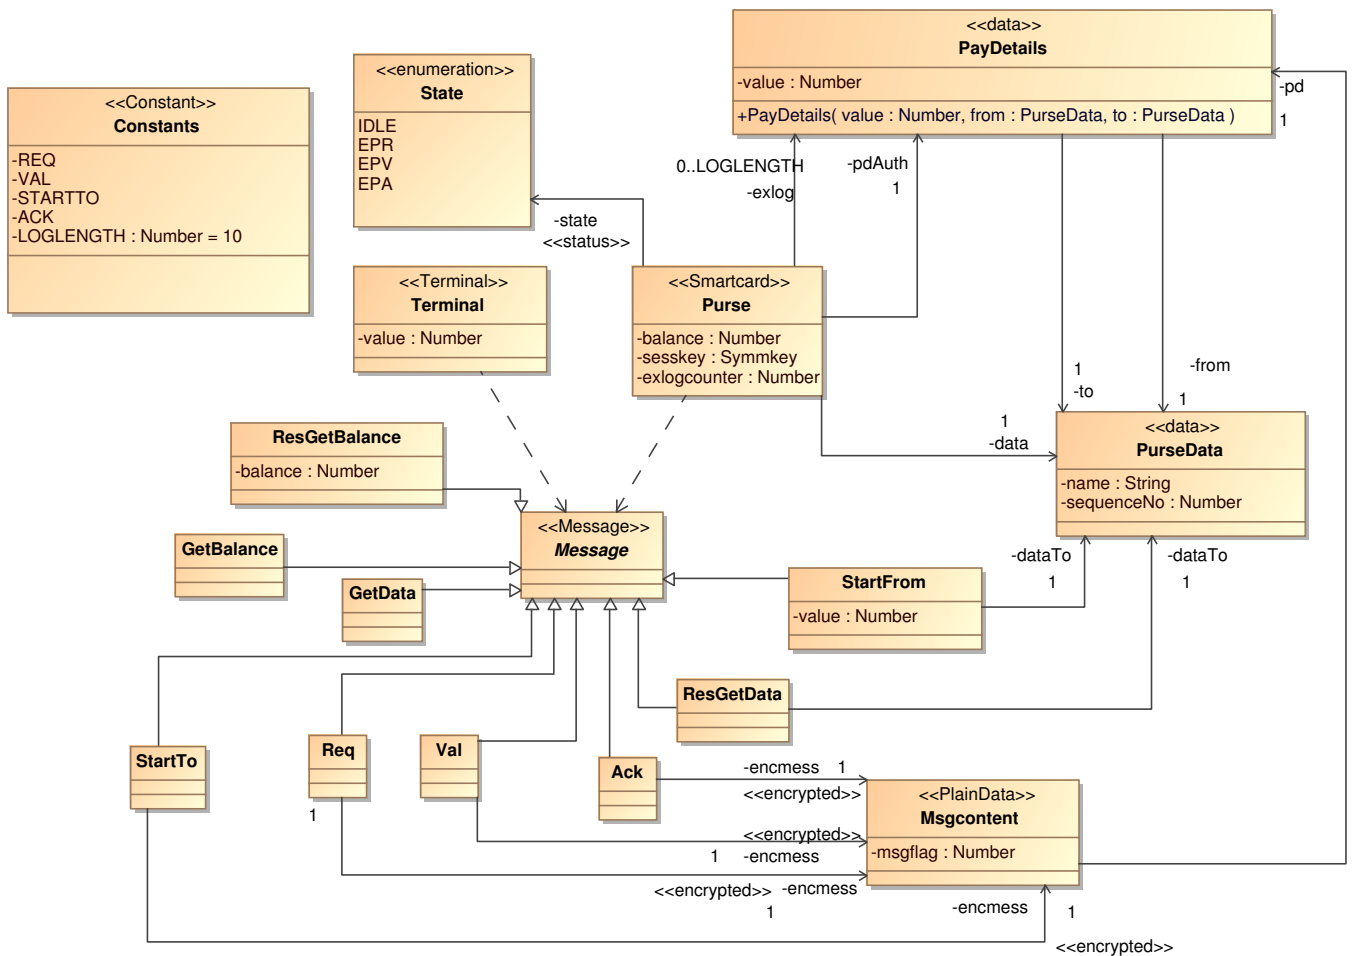 <<data>>
PayDetails
-value : Number
+PayDetails( value : Number, from : PurseData, to : PurseData )
<<enumeration>>
State
IDLE
EPR
EPV
EPA
<<Constant>>
Constants
-REQ
-VAL
-STARTTO
-ACK
-LOGLENGTH : Number = 10
-pd
1
0..LOGLENGTH
-exlog
-pdAuth
1
-state
<<status>>
<<Terminal>>
Terminal
-value : Number
<<Smartcard>>
Purse
-balance : Number
-sesskey : Symmkey
-exlogcounter : Number
1
-to
-from
1
1
-data
<<data>>
PurseData
-name : String
-sequenceNo : Number
ResGetBalance
-balance : Number
<<Message>>
Message
GetBalance
GetData
-dataTo
1
-dataTo
1
StartFrom
-value : Number
ResGetData
StartTo
Req
1
Val
Ack
-encmess 1
<<encrypted>>
<<PlainData>>
Msgcontent
-msgflag : Number
<<encrypted>>
1 -encmess
<<encrypted>> -encmess
1
-encmess 1
<<encrypted>>